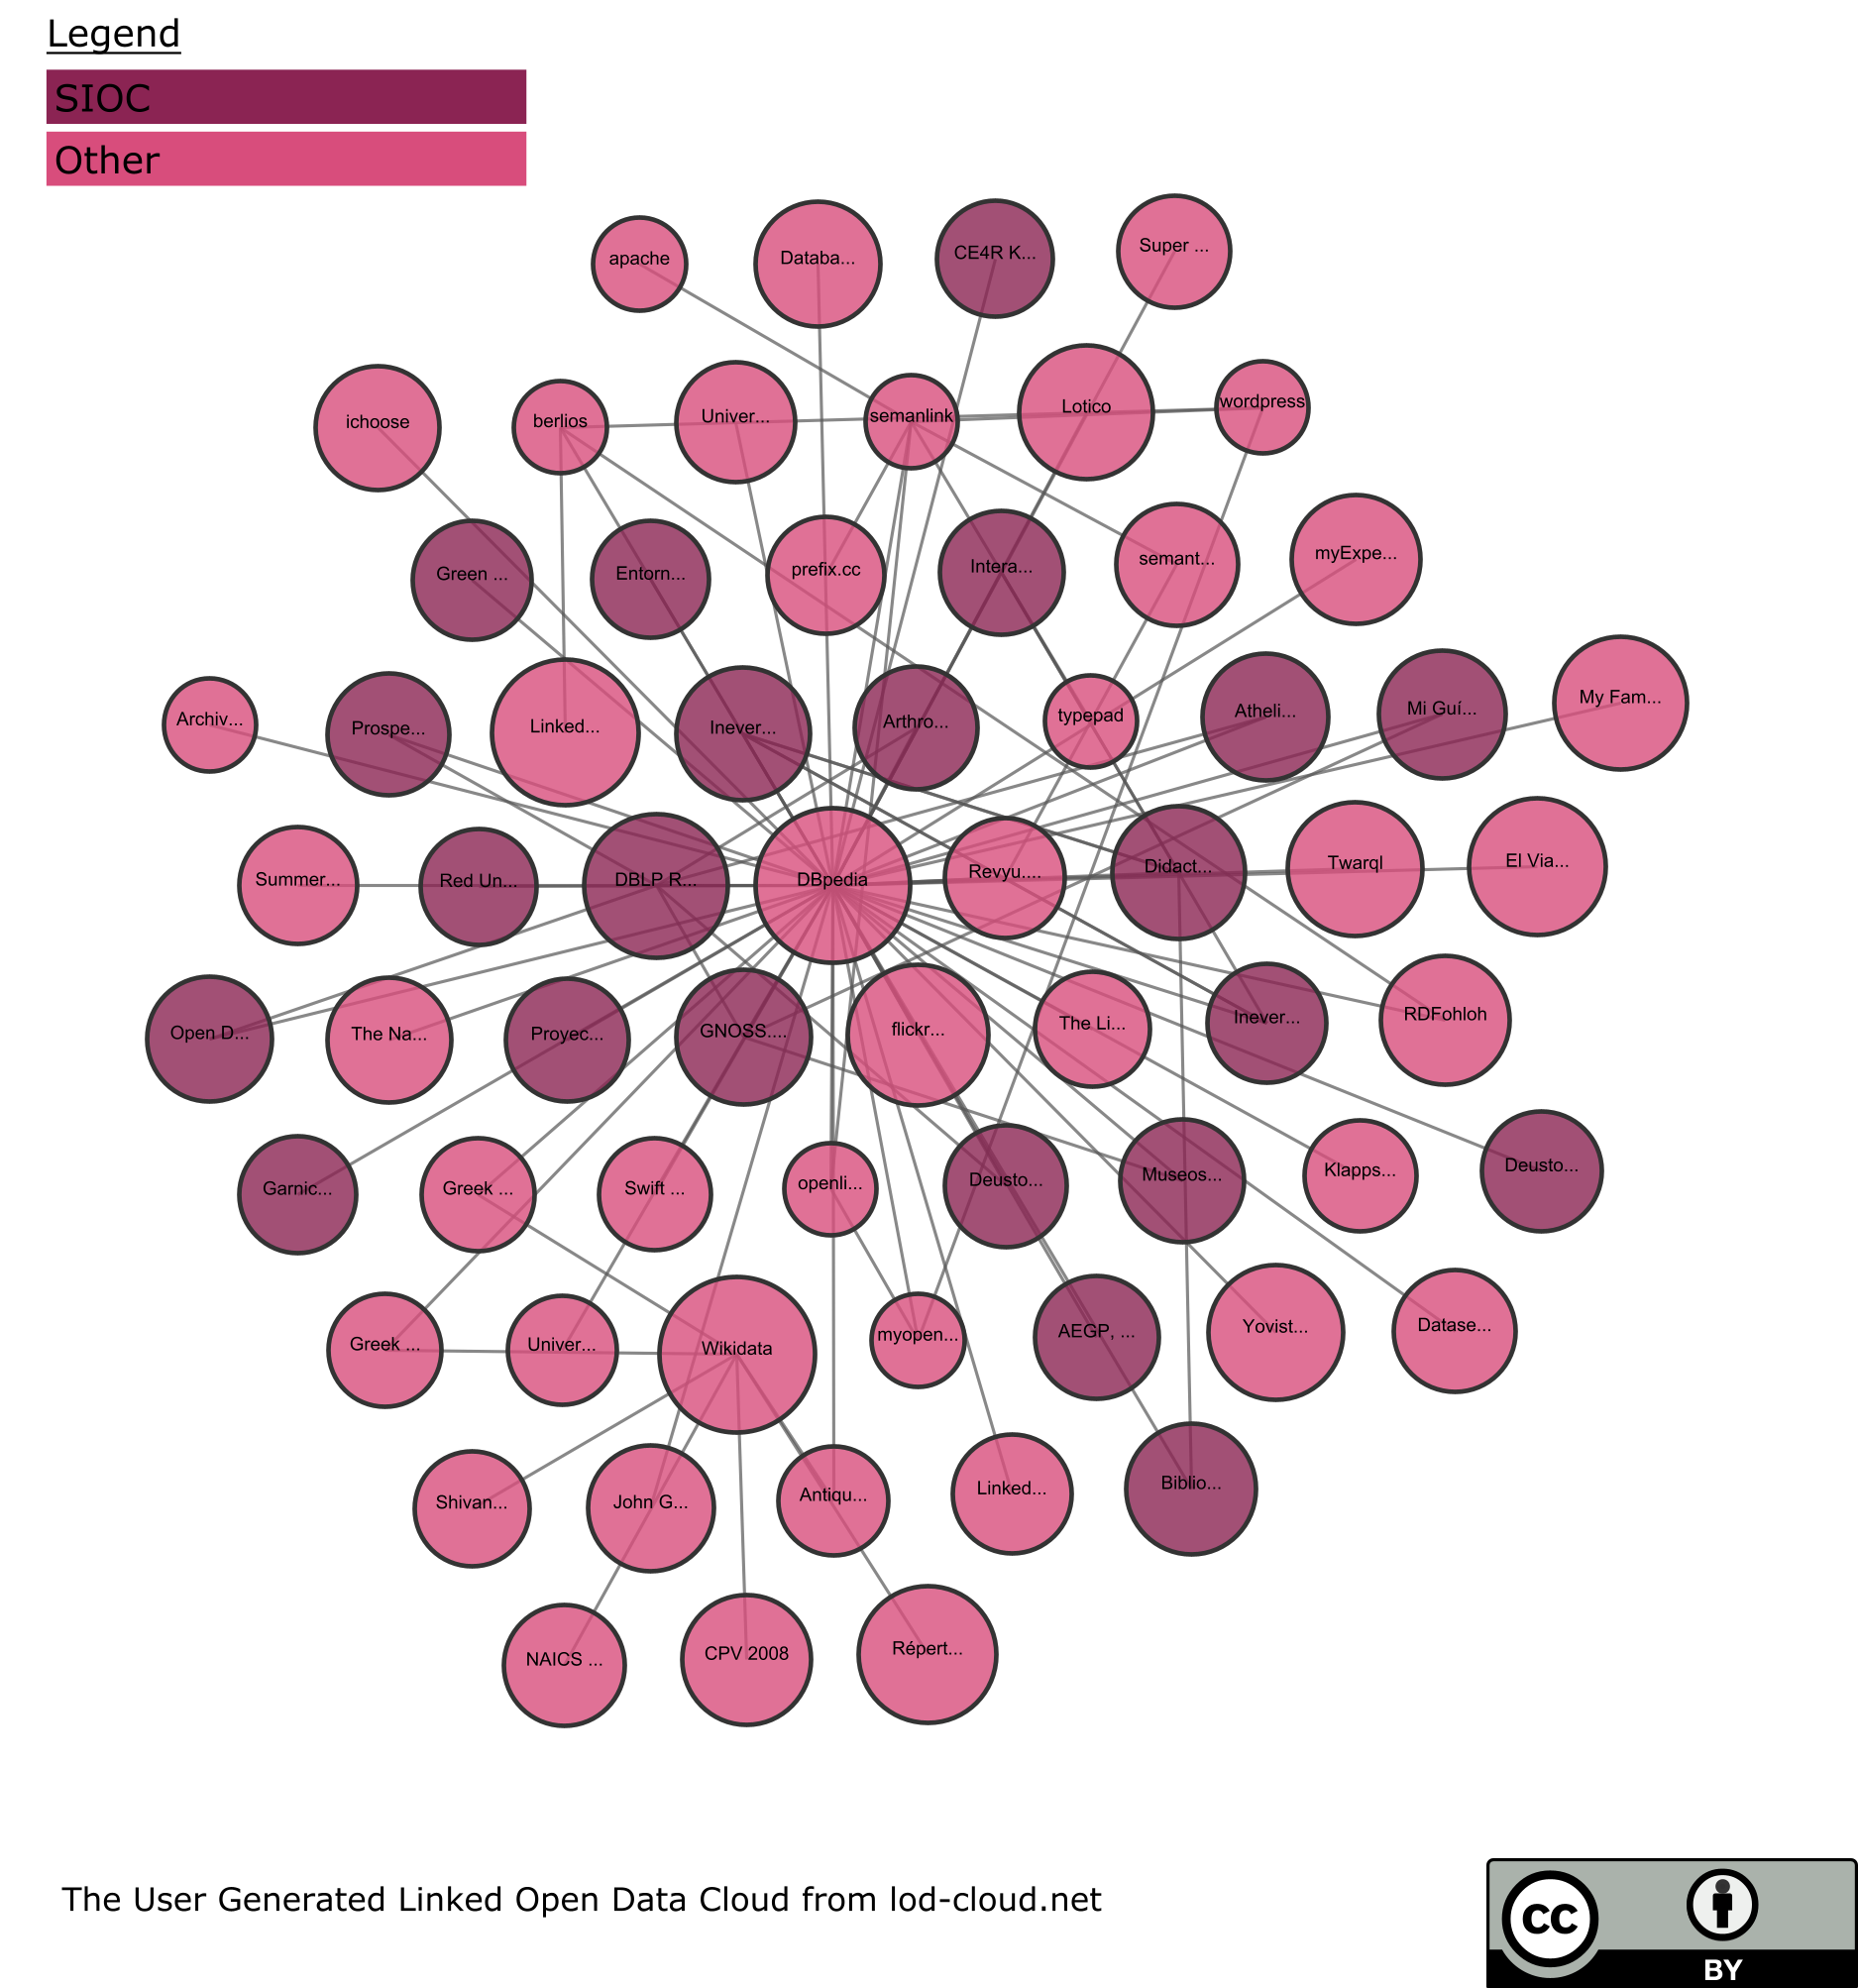 Legend
SIOC
Other
apache
Databa...
CE4R K...
Super ...
ichoose
berlios
Univer...
semanlink
Lotico
wordpress
Green ...
Entorn...
prefix.cc
Intera...
semant...
myExpe...
Archiv...
Prospe...
Linked...
Inever...
Arthro...
typepad
Atheli...
Mi Guí...
My Fam...
Summer...
Red Un...
DBLP R...
DBpedia
Revyu....
Didact...
Twarql
El Via...
Open D...
The Na...
Proyec...
GNOSS....
flickr...
The Li...
Inever...
RDFohloh
Garnic...
Greek ...
Swift ...
openli...
Deusto...
Museos...
Klapps...
Deusto...
Greek ...
Univer...
Wikidata
myopen...
AEGP, ...
Yovist...
Datase...
Shivan...
John G...
Antiqu...
Linked...
Biblio...
NAICS ...
CPV 2008
Répert...
The User Generated Linked Open Data Cloud from lod-cloud.net
cc
BY